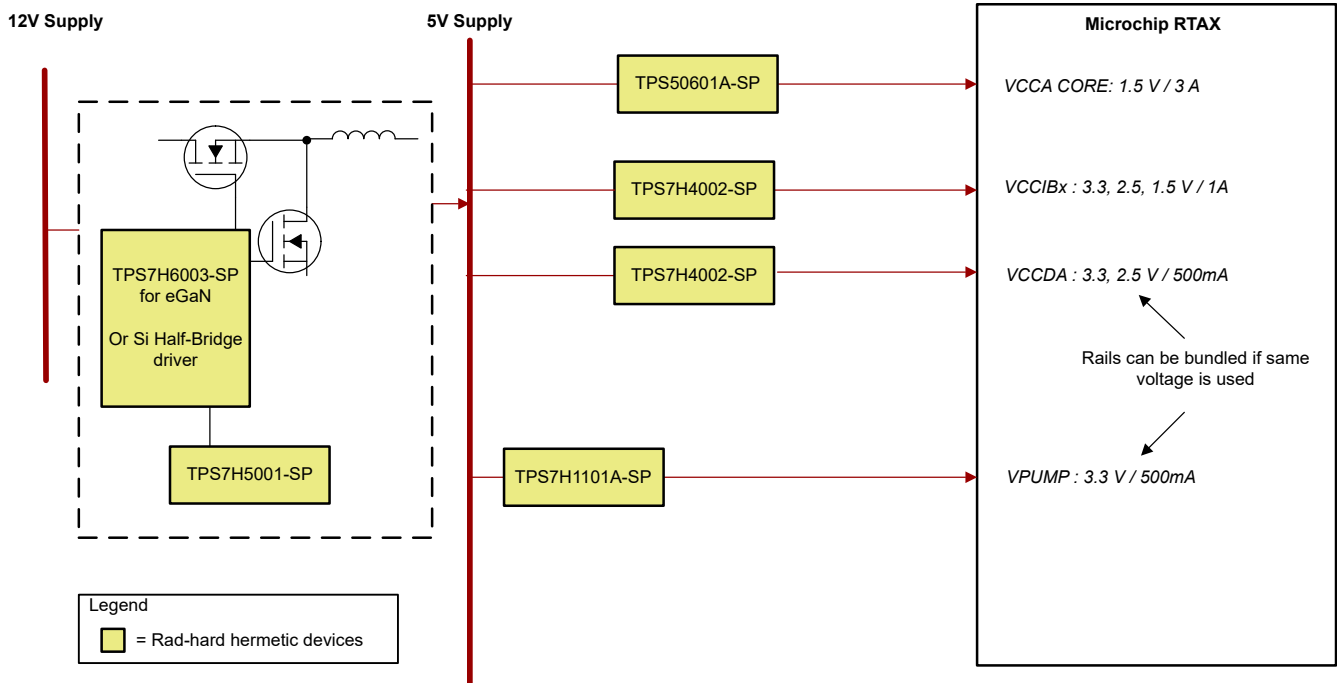 12V Supply
5V Supply
Microchip RTAX
TPS50601A-SP
VCCA CORE: 1.5 V / 3 A
TPS7H4002-SP
VCCIBx : 3.3, 2.5, 1.5 V / 1A
TPS7H6003-SP
for eGaN
Or Si Half-Bridge
driver
TPS7H4002-SP
VCCDA : 3.3, 2.5 V / 500mA
Rails can be bundled if same
voltage is used
TPS7H5001-SP
TPS7H1101A-SP
VPUMP : 3.3 V / 500mA
Legend
= Rad-hard hermetic devices